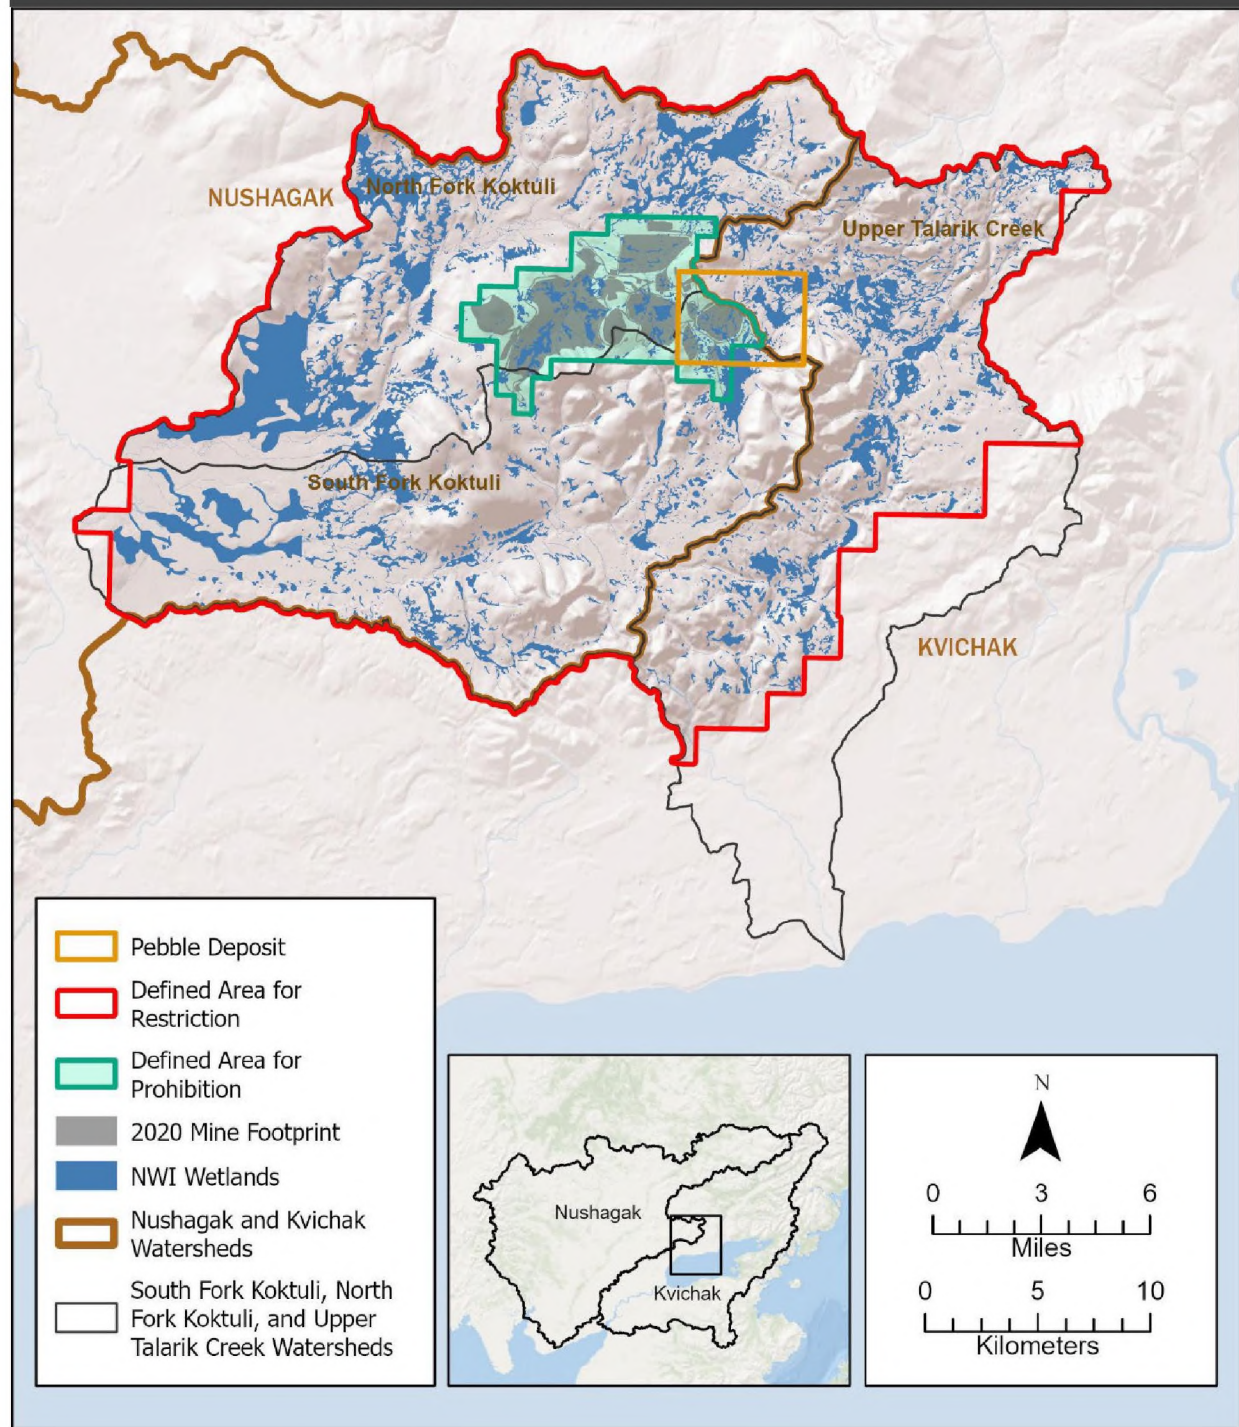 NUSHAGAK
North Fork Koktuli
Upper Talarik Creek
South Fork Koktuli
KVICHAK
Pebble Deposit
Defined Area for
Restriction
Defined Area for
Prohibition
2020 Mine Footprint
NWI Wetlands
Nushagak and Kvichak
Watersheds
South Fork Koktuli, North
Fork Koktuli, and Upper
Talarik Creek Watersheds
Nushagak
Kvichak
N
0 3 6
Miles
0 5 10
Kilometers